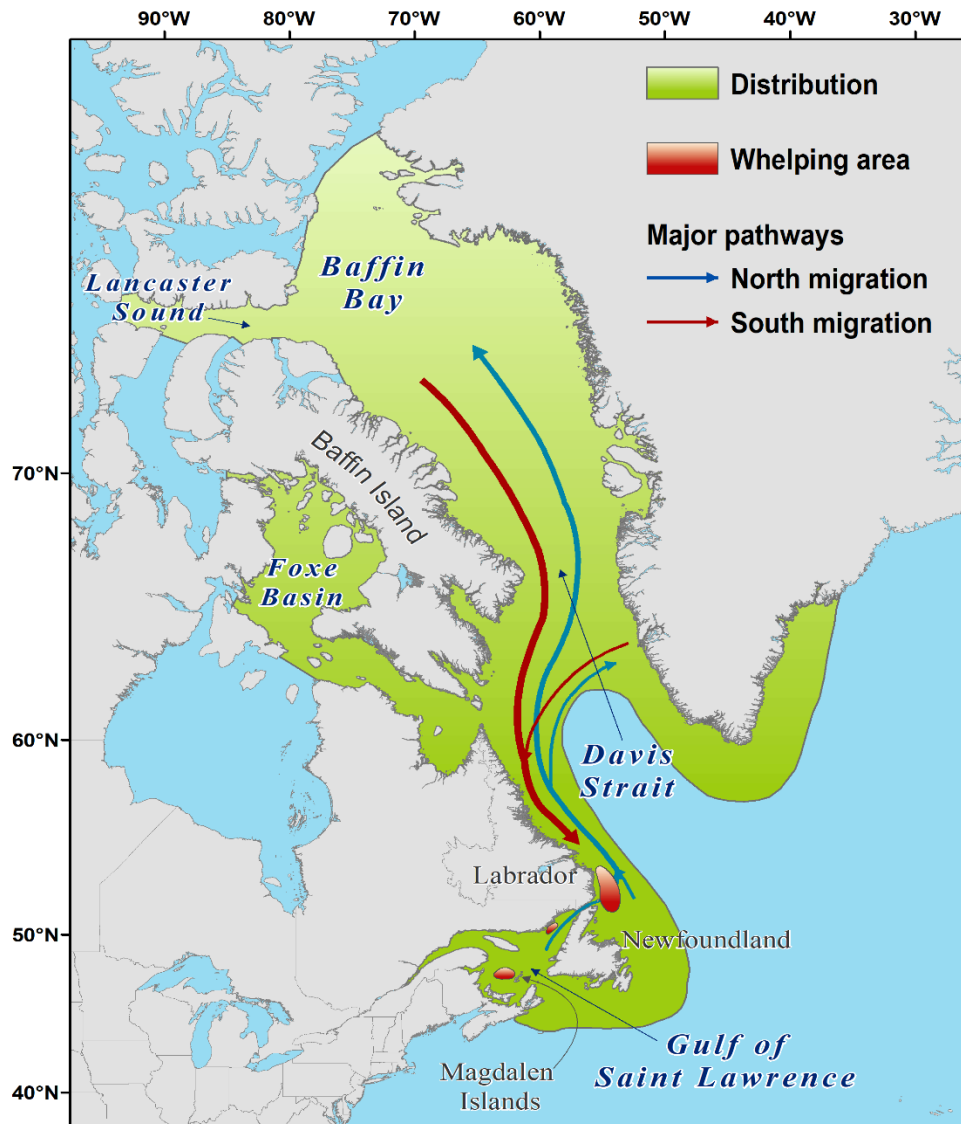 90°W 80°W 70°W 60°W 50°W 40°W 30°W
Distribution
Whelping area
Major pathways
North migration
South migration
Baffin
Bay
Lancaster
Sound
Baffin Island
70°N
Foxe
Basin
60°N
Davis
Strait
Labrador
50°N
Newfoundland
Gulf of
Saint Lawrence
Magdalen
Islands
40°N